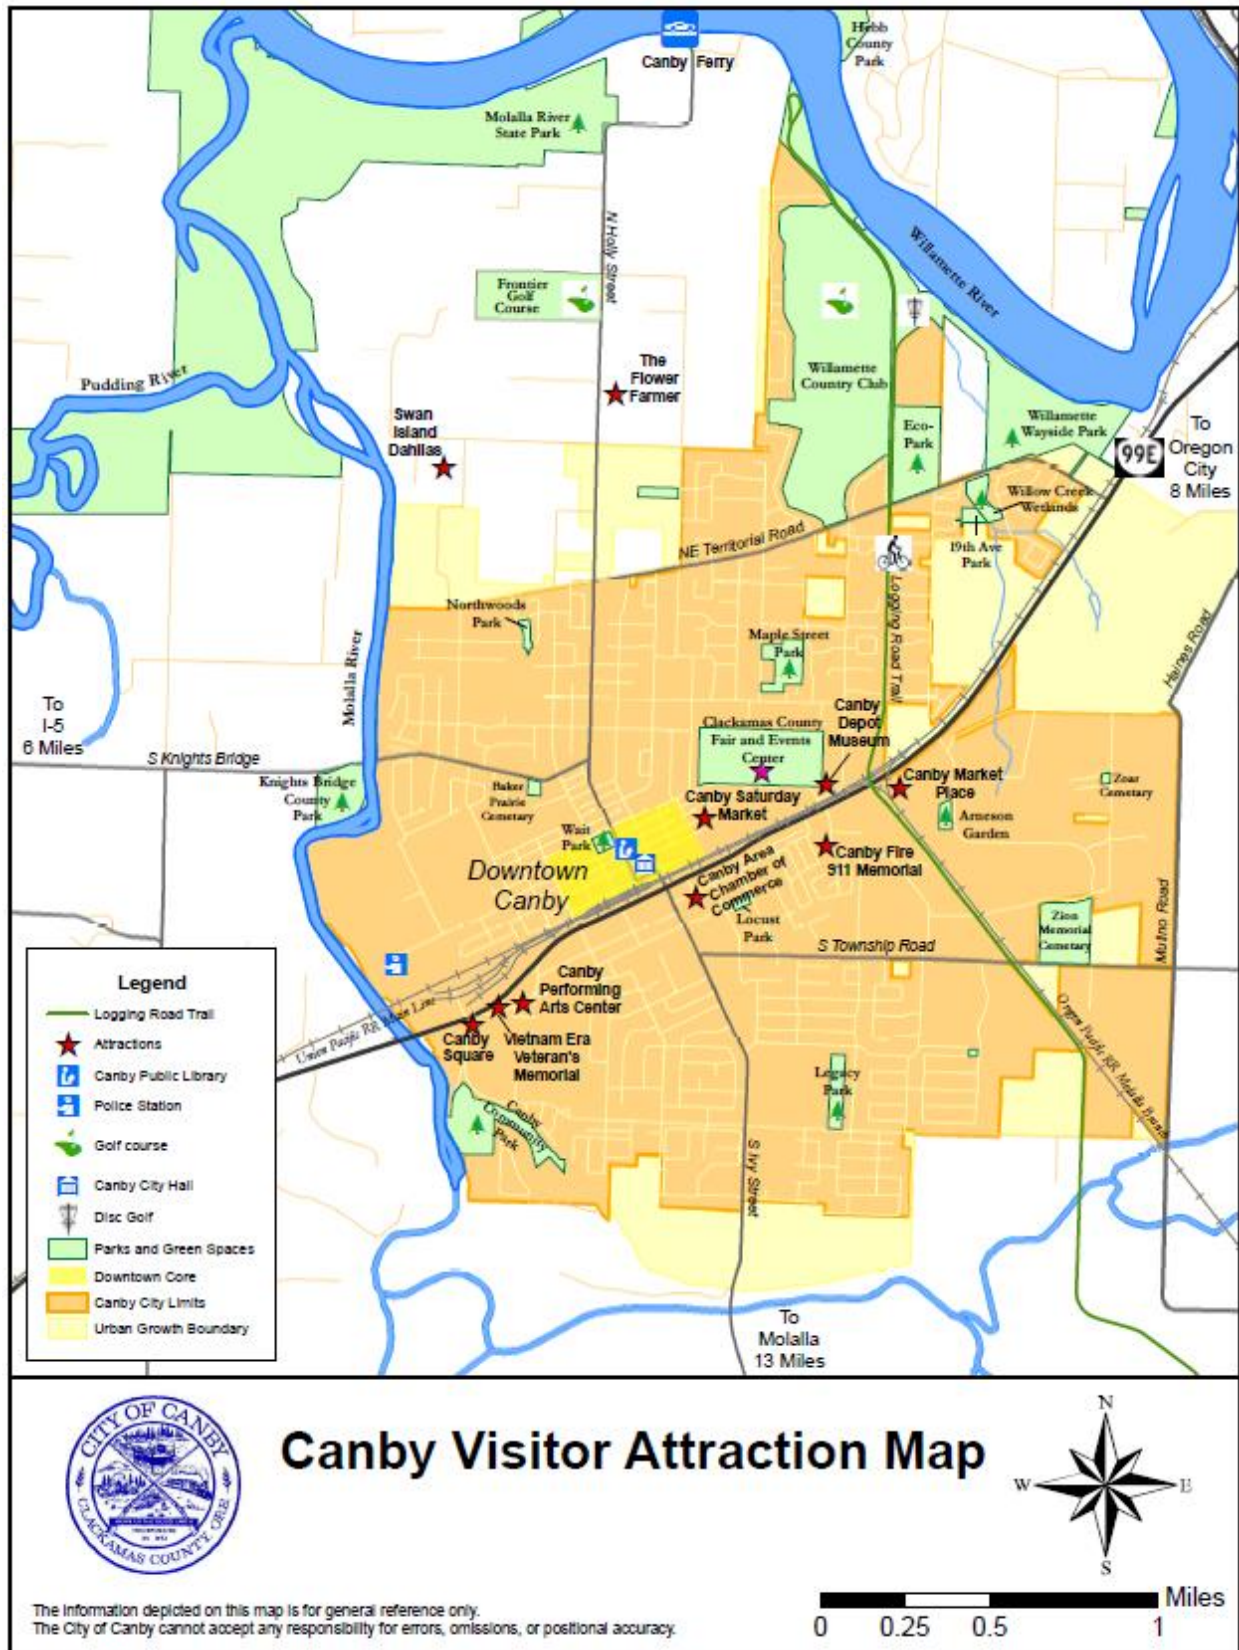 Hebb
County
Park
Canby Ferry
Molalla River
State Park
N Holly Street
Willamette River
Frontier
Golf
Course
The
Flower
Farmer
Willamette
Country Club
Pudding River
Swan
Island
Dahlias
Eco-
Park
Willamette
Wayside Park
To
Oregon
City
8 Miles
99E
Willow Creek
Wetlands
NE Territorial Road
19th Ave
Park
Northwoods
Park
Logging Road Trail
Maple Street
Park
Haines Road
Molalla River
To
I-5
6 Miles
S Knights Bridge
Canby
Depot
Museum
Clackamas County
Fair and Events
Center
Knights Bridge
County
Park
Baker
Prairie
Cemetary
Canby Saturday
Market
Canby Market
Place
Zoar
Cemetary
Arneson
Garden
Wait
Park
Downtown
Canby
Canby Fire
911 Memorial
Canby Area
Chamber of
Commerce
Locust
Park
Zion
Memorial
Cemetary
Mulino Road
S Township Road
Canby
Performing
Arts Center
Union Pacific RR Main Line
Canby
Square
Vietnam Era
Veteran's
Memorial
Oregon Pacific RR Molalla Branch
Legacy
Park
Canby
Community
Park
S Ivy Street
To
Molalla
13 Miles
Legend
Logging Road Trail
Attractions
Canby Public Library
Police Station
Golf course
Canby City Hall
Disc Golf
Parks and Green Spaces
Downtown Core
Canby City Limits
Urban Growth Boundary
CITY OF CANBY
CLACKAMAS COUNTY, ORE
Canby Visitor Attraction Map
N
W
E
S
Miles
0 0.25 0.5 1
The information depicted on this map is for general reference only.
The City of Canby cannot accept any responsibility for errors, omissions, or positional accuracy.